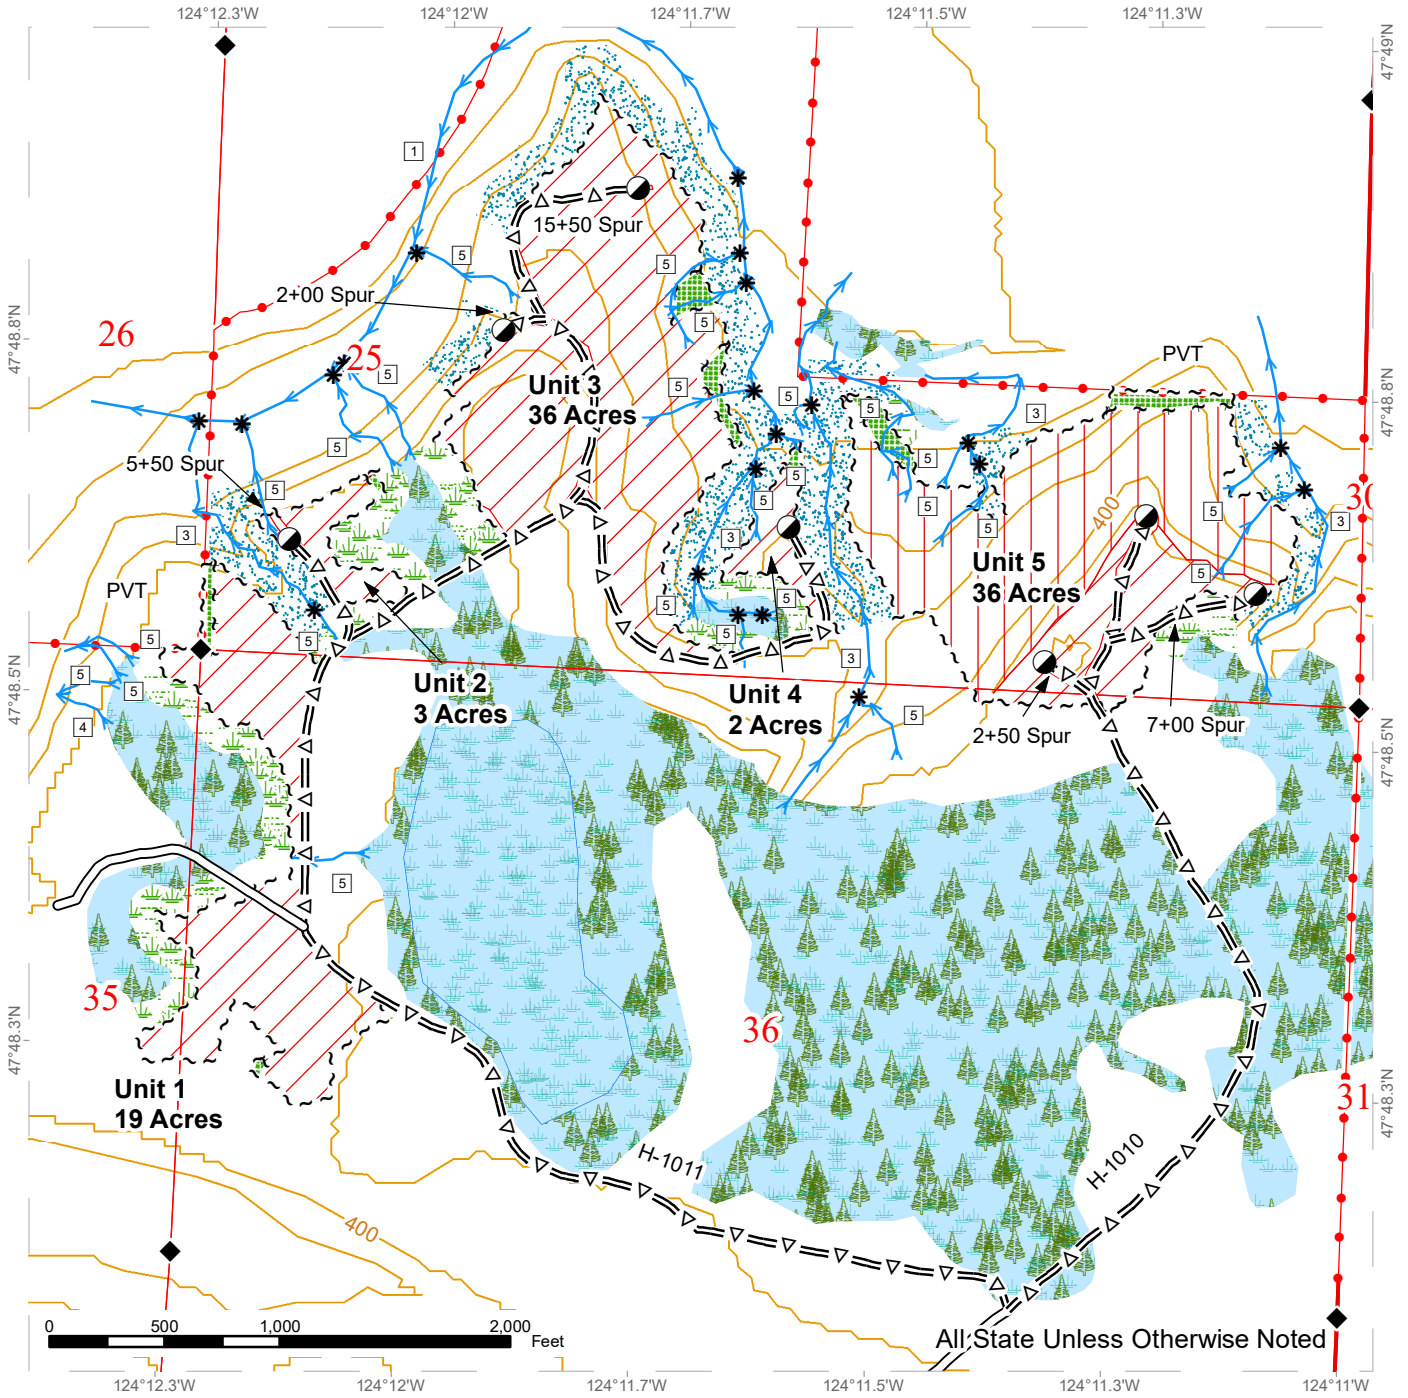 124°12.3'W 124°12'W 124°11.7'W 124°11.5'W 124°11.3'W
47°49'N
1
15+50 Spur
5
5
2+00 Spur
5
26
47°48.8'N
25
PVT
5
5
Unit 3
36 Acres
5
5
3
47°48.8'N
5
5+50 Spur
5
5
5
30
5
5
400
5
3
3
3
5
Unit 5
36 Acres
PVT
5
5
5
5
5
5
3
47°48.5'N
5
5
4
Unit 2
3 Acres
Unit 4
2 Acres
5
2+50 Spur
7+00 Spur
47°48.5'N
5
35
36
47°48.3'N
Unit 1
19 Acres
31
47°48.3'N
H-1011
H-1010
400
0 500 1,000 2,000
Feet
All State Unless Otherwise Noted
124°12.3'W 124°12'W 124°11.7'W 124°11.5'W 124°11.3'W 124°11'W